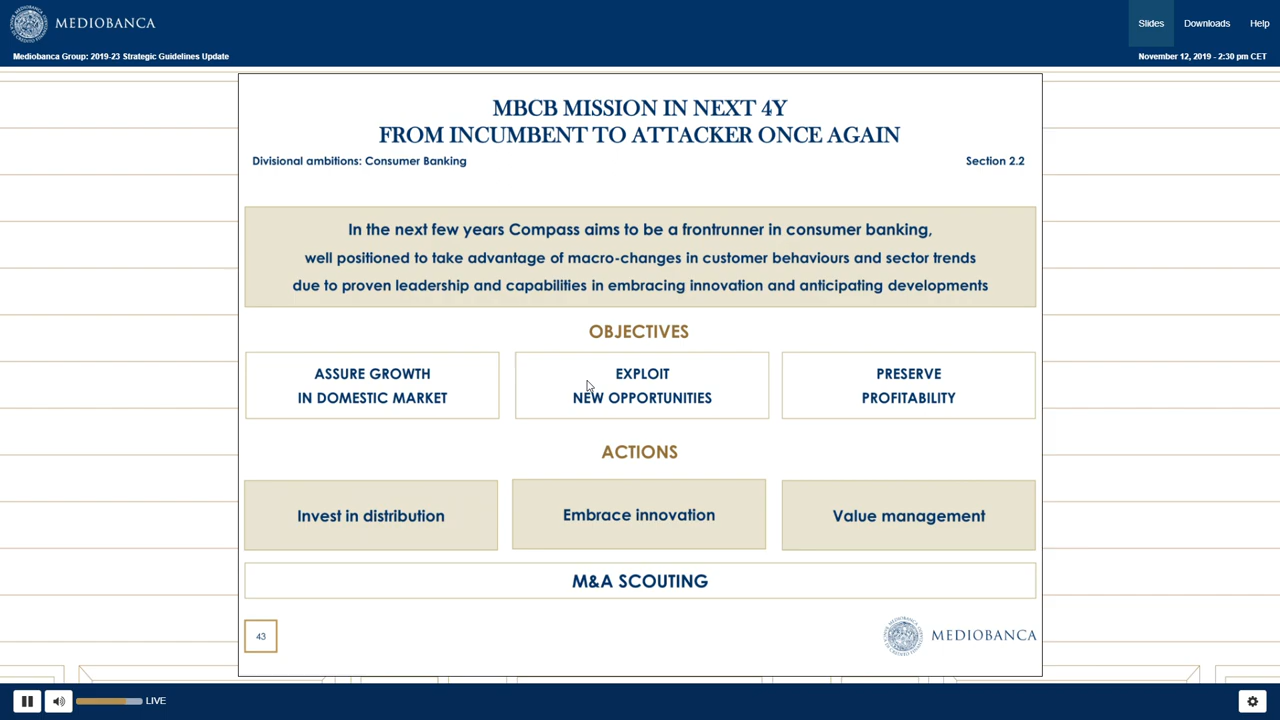 MEDIOBANCA
Slides
Downloads
Help
Mediobanca Group: 2019-23 Strategic Guidelines Update
November 12, 2019 - 2:30 pm CET
MBCB MISSION IN NEXT 4Y
FROM INCUMBENT TO ATTACKER ONCE AGAIN
Divisional ambitions: Consumer Banking
Section 2.2
In the next few years Compass aims to be a frontrunner in consumer banking,
well positioned to take advantage of macro-changes in customer behaviours and sector trends
due to proven leadership and capabilities in embracing innovation and anticipating developments
OBJECTIVES
ASSURE GROWTH
IN DOMESTIC MARKET
EXPLOIT
NEW OPPORTUNITIES
PRESERVE
PROFITABILITY
ACTIONS
Invest in distribution
Embrace innovation
Value management
M&A SCOUTING
43
MEDIOBANCA
LIVE